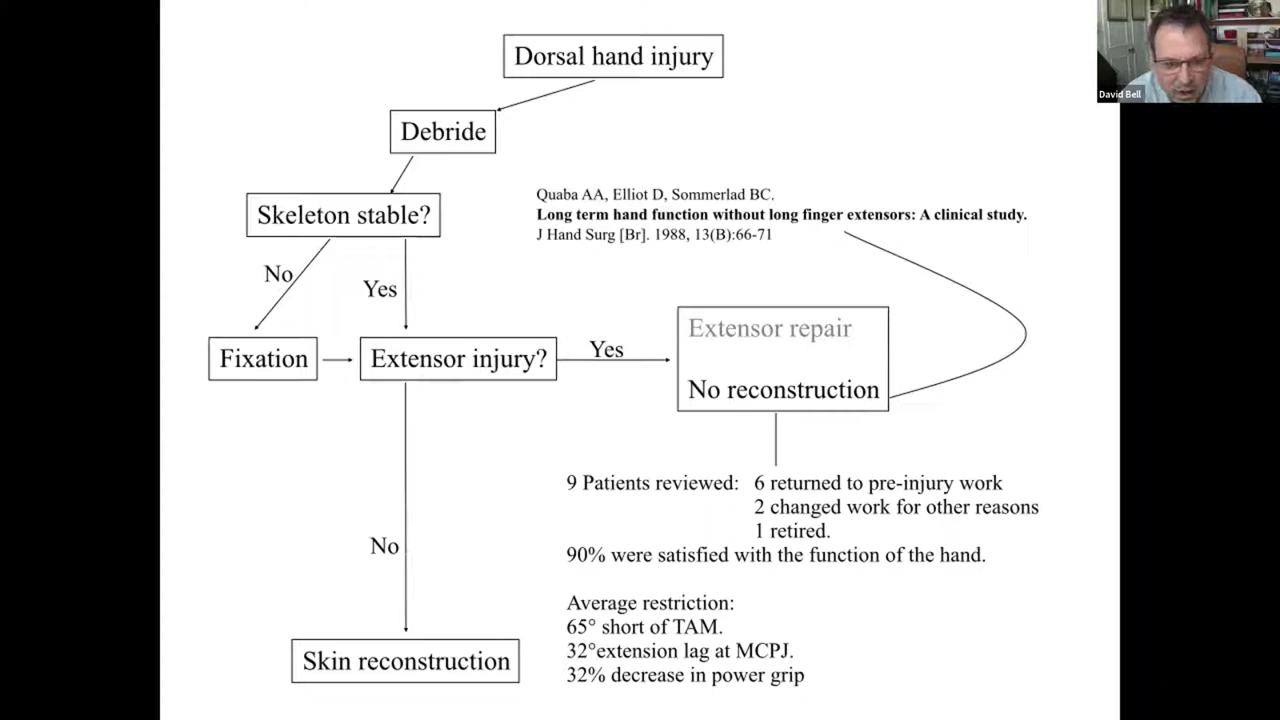 Dorsal hand injury
David Bell
Debride
Skeleton stable?
Quaba AA, Elliot D, Sommerlad BC.
Long term hand function without long finger extensors: A clinical study.
J Hand Surg [Br]. 1988, 13(B):66-71
No
Yes
Fixation
Extensor injury?
Yes
Extensor repair
No reconstruction
9 Patients reviewed: 6 returned to pre-injury work
2 changed work for other reasons
1 retired.
90% were satisfied with the function of the hand.
No
Average restriction:
65° short of TAM.
32°extension lag at MCPJ.
32% decrease in power grip
Skin reconstruction